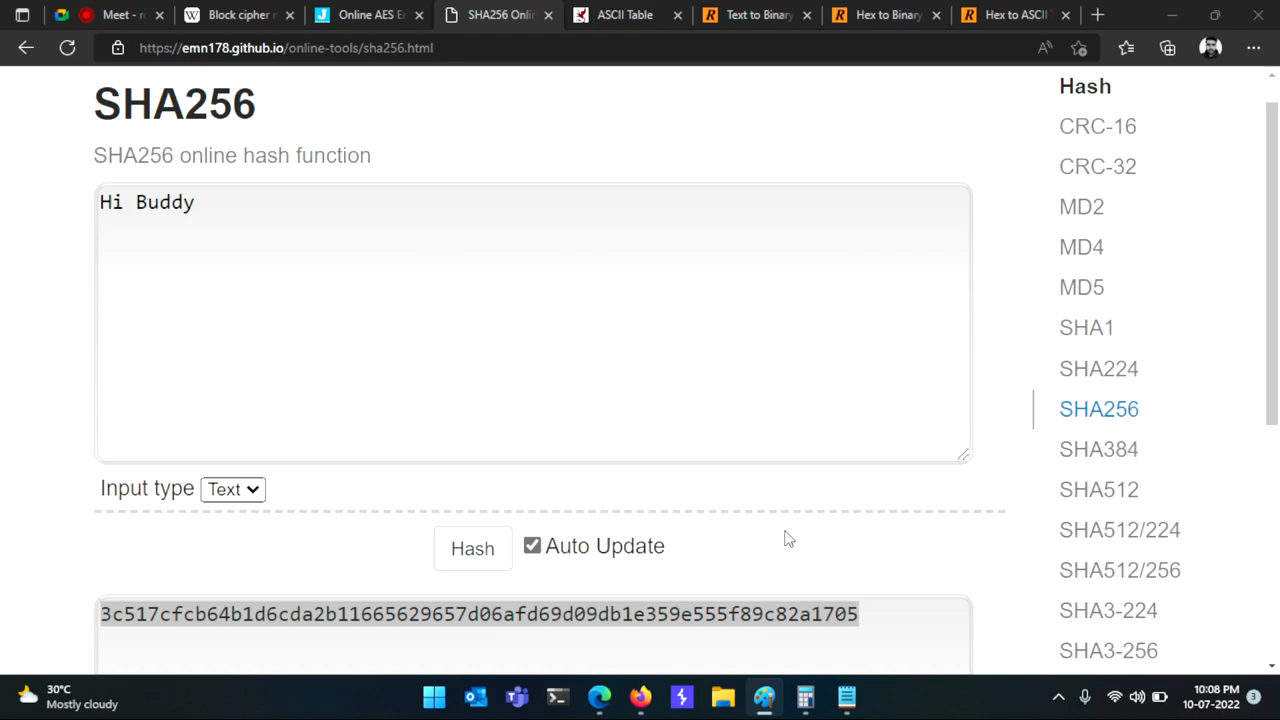 Meet - r
Block cipher r
Online AES E
SHA256 Onli
ASCII Table
Text to Binary
Hex to Binary
Hex to ASCII
https://emn178.github.io/online-tools/sha256.html
SHA256
SHA256 online hash function
Hi Buddy
Input type Text
Hash Auto Update
3c517cfcb64b1d6cda2b11665629657d06afd69d09db1e359e555f89c82a1705
Hash
CRC-16
CRC-32
MD2
MD4
MD5
SHA1
SHA224
SHA256
SHA384
SHA512
SHA512/224
SHA512/256
SHA3-224
SHA3-256
30°C
Mostly cloudy
10:08 PM
10-07-2022
3